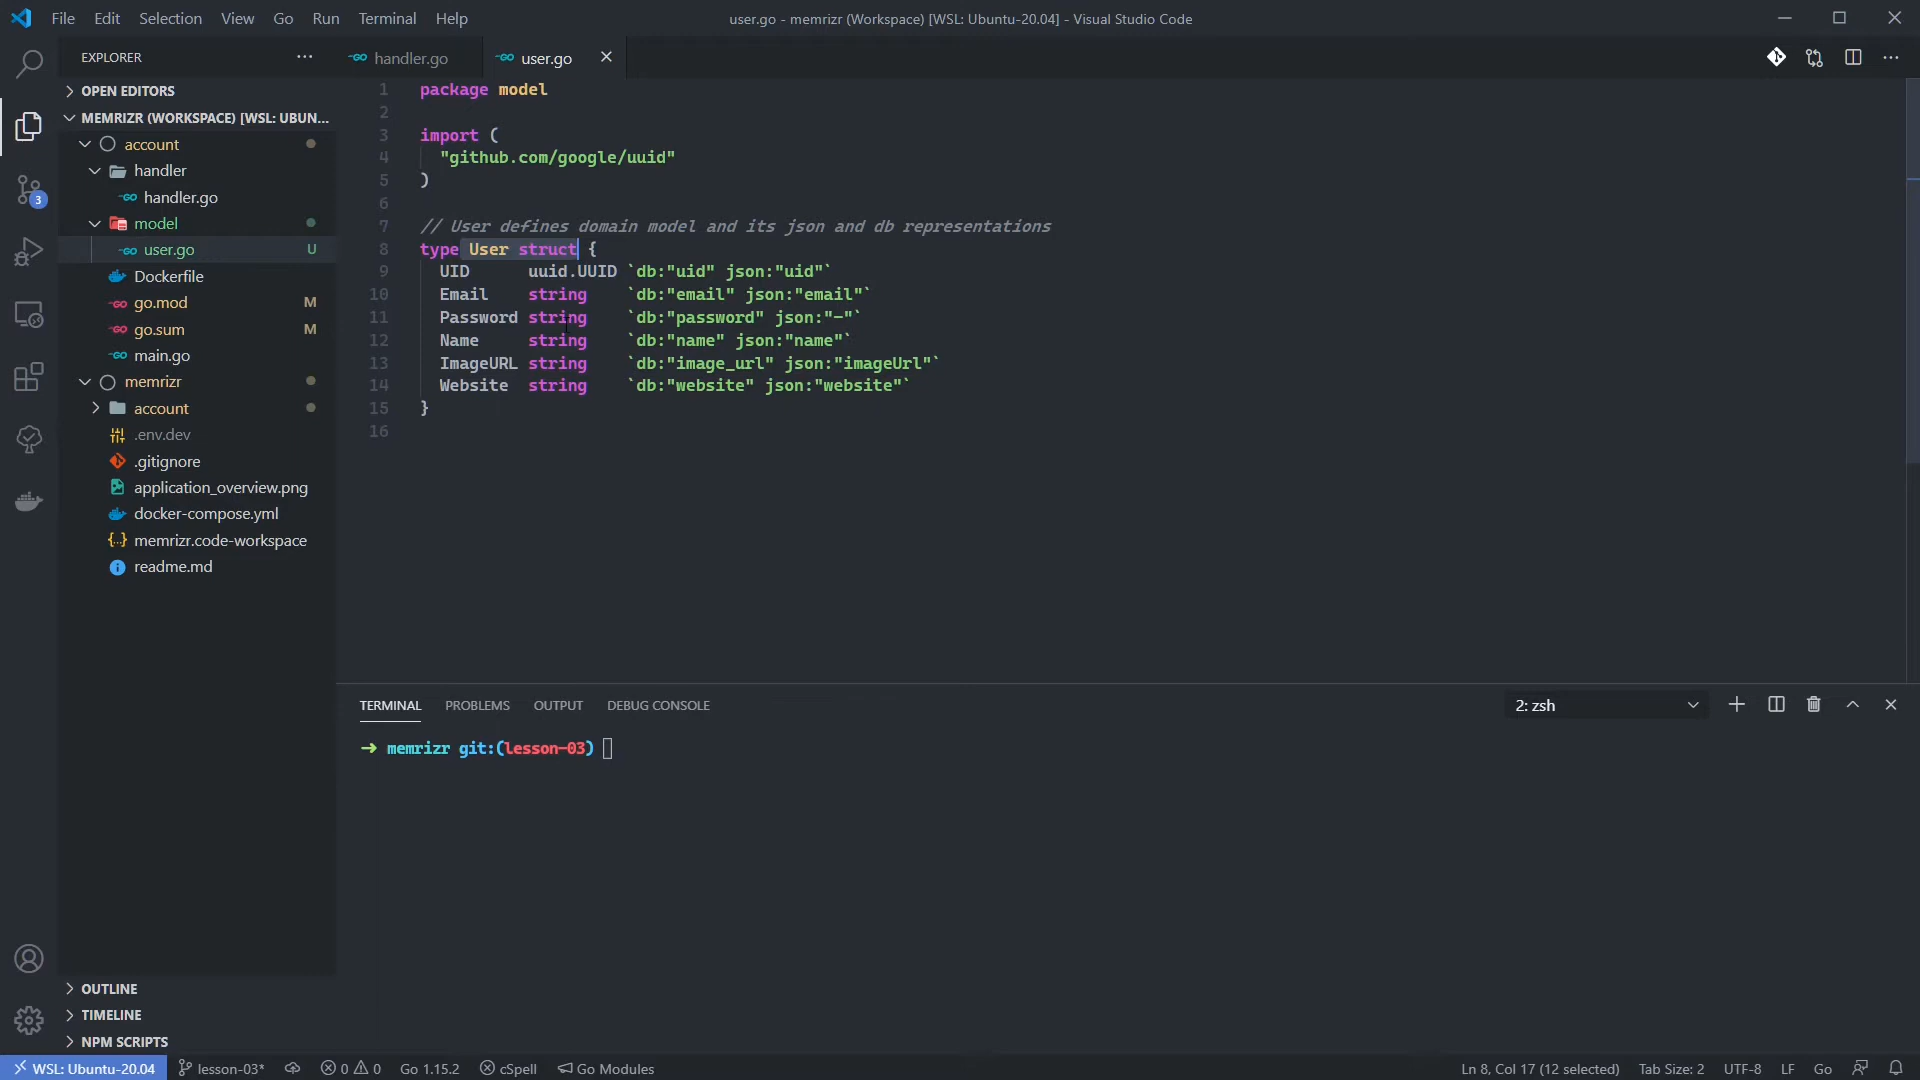 File Edit Selection View Go Run Terminal Help
user.go - memrizr (Workspace) [WSL: Ubuntu-20.04] - Visual Studio Code
EXPLORER
handler.go
user.go
OPEN EDITORS
MEMRIZR (WORKSPACE) [WSL: UBUN...
account
handler
handler.go
model
user.go U
Dockerfile
go.mod M
go.sum M
main.go
memrizr
account
.env.dev
.gitignore
application_overview.png
docker-compose.yml
memrizr.code-workspace
readme.md
OUTLINE
TIMELINE
NPM SCRIPTS
3
1 package model
2
3 import (
4 "github.com/google/uuid"
5 )
6
7 // User defines domain model and its json and db representations
8 type User struct {
9 UID uuid.UUID `db:"uid" json:"uid"`
10 Email string `db:"email" json:"email"`
11 Password string `db:"password" json:"-"`
12 Name string `db:"name" json:"name"`
13 ImageURL string `db:"image_url" json:"imageUrl"`
14 Website string `db:"website" json:"website"`
15 }
16
TERMINAL PROBLEMS OUTPUT DEBUG CONSOLE
2: zsh
➜ memrizr git:(lesson-03)
WSL: Ubuntu-20.04 lesson-03* 0 0 Go 1.15.2 cSpell Go Modules
Ln 8, Col 17 (12 selected) Tab Size: 2 UTF-8 LF Go